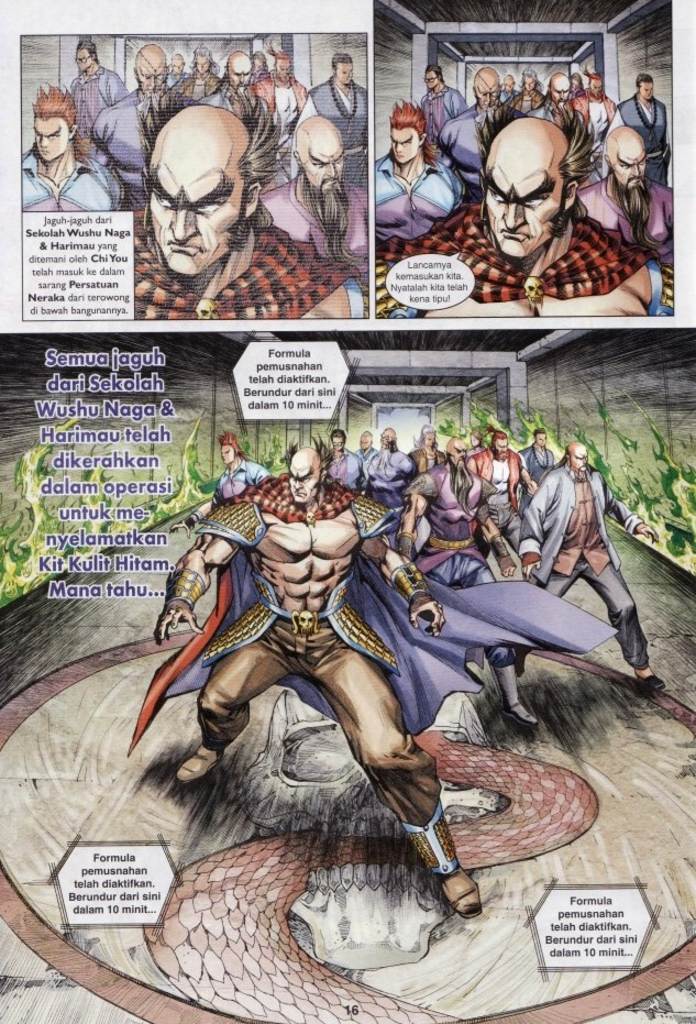 Jaguh-jaguh dari
Sekolah Wushu Naga
& Harimau yang
ditemani oleh Chi You
telah masuk ke dalam
sarang Persatuan
Neraka dari terowong
di bawah bangunannya.
Lancarnya
kemasukan kita.
Nyatalah kita telah
kena tipu!
Semua jaguh
dari Sekolah
Wushu Naga &
Harimau telah
dikerahkan
dalam operasi
untuk me-
nyelamatkan
Kit Kulit Hitam.
Mana tahu...
Formula
pemusnahan
telah diaktifkan.
Berundur dari sini
dalam 10 minit...
Formula
pemusnahan
telah diaktifkan.
Berundur dari sini
dalam 10 minit...
Formula
pemusnahan
telah diaktifkan.
Berundur dari sini
dalam 10 minit...
16